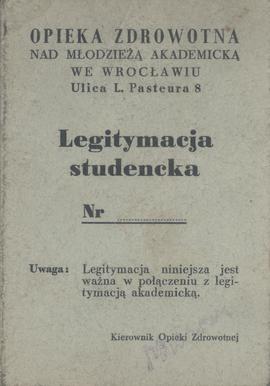 OPIEKA ZDROWOTNA
NAD MŁODZIEŻĄ AKADEMICKĄ
WE WROCŁAWIU
Ulica L. Pasteura 8
Legitymacja
studencka
Nr ....................
Uwaga: Legitymacja niniejsza jest
ważna w połączeniu z legi-
tymacją akademicką.
Kierownik Opieki Zdrowotnej